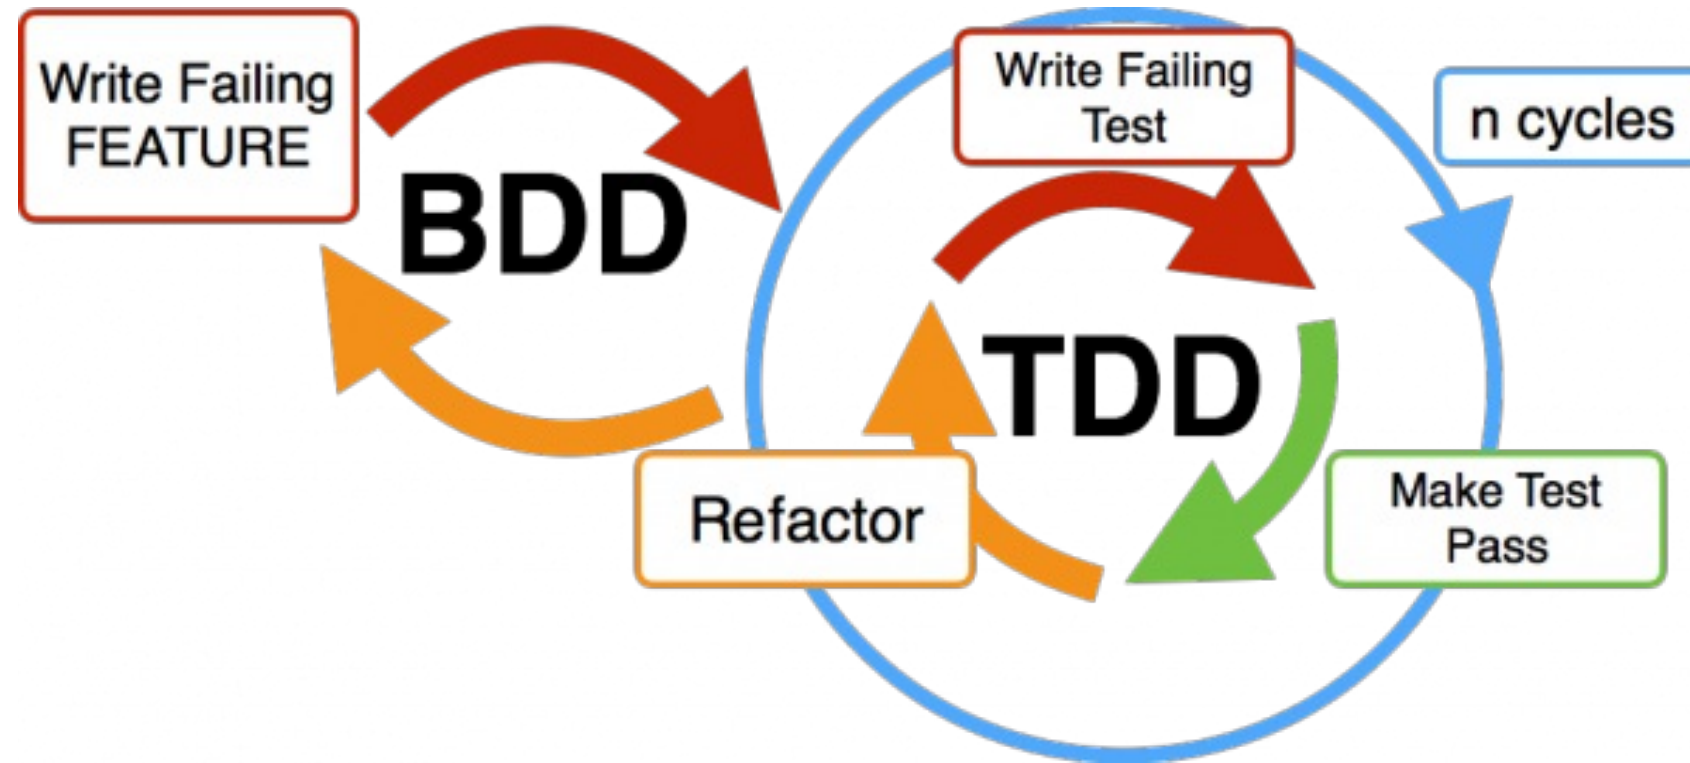 Write Failing
FEATURE
BDD
Write Failing
Test
n cycles
TDD
Refactor
Make Test
Pass